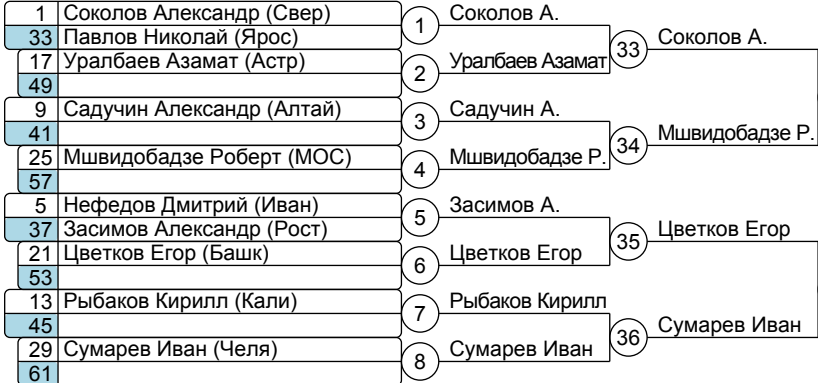 1 Соколов Александр (Свер)
33 Павлов Николай (Ярос)
17 Уралбаев Азамат (Астр)
49
9 Садучин Александр (Алтай)
41
25 Мшвидобадзе Роберт (МОС)
57
5 Нефедов Дмитрий (Иван)
37 Засимов Александр (Рост)
21 Цветков Егор (Башк)
53
13 Рыбаков Кирилл (Кали)
45
29 Сумарев Иван (Челя)
61
1 Соколов А.
2 Уралбаев Азамат
3 Садучин А.
4 Мшвидобадзе Р.
5 Засимов А.
6 Цветков Егор
7 Рыбаков Кирилл
8 Сумарев Иван
33 Соколов А.
34 Мшвидобадзе Р.
35 Цветков Егор
36 Сумарев Иван